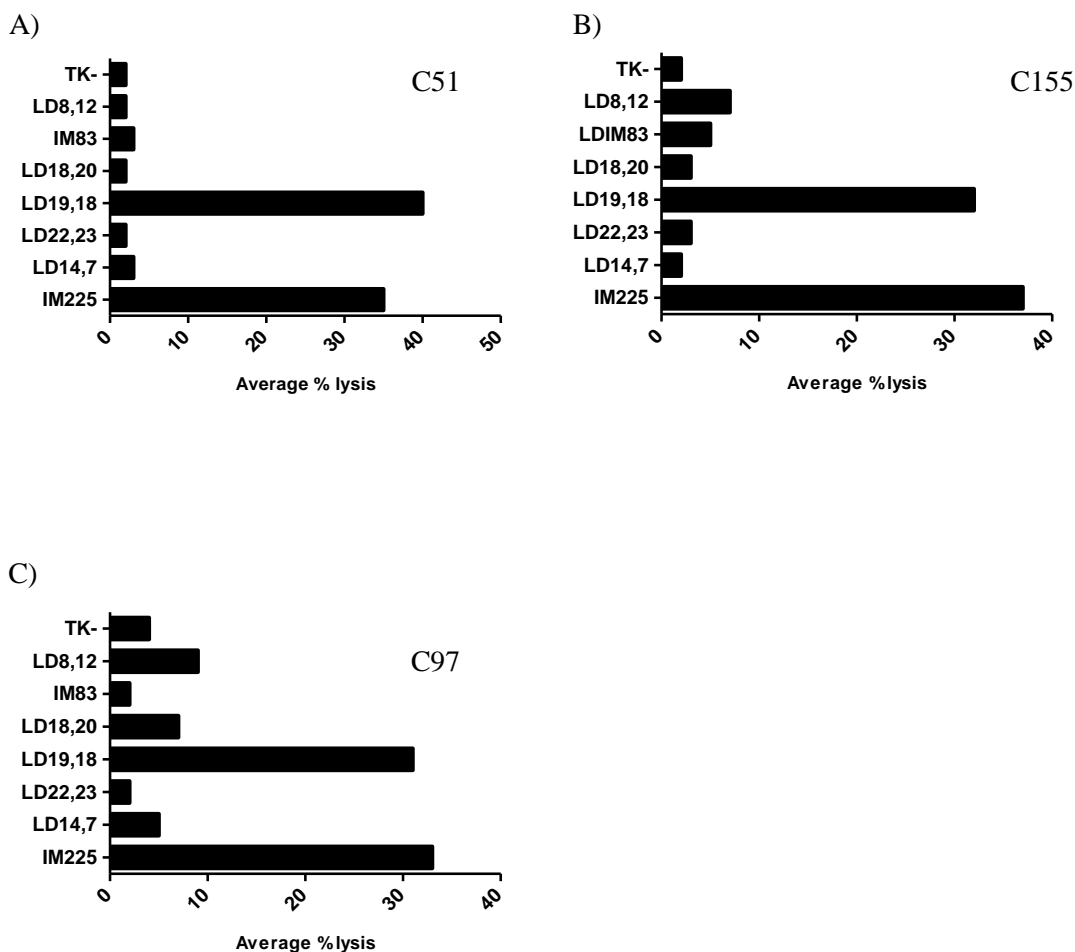 A)
C51
TK-
LD8,12
IM83
LD18,20
LD19,18
LD22,23
LD14,7
IM225
0 10 20 30 40 50
Average % lysis
B)
C155
TK-
LD8,12
LDIM83
LD18,20
LD19,18
LD22,23
LD14,7
IM225
0 10 20 30 40
Average %lysis
C)
C97
TK-
LD8,12
IM83
LD18,20
LD19,18
LD22,23
LD14,7
IM225
0 10 20 30 40
Average %lysis